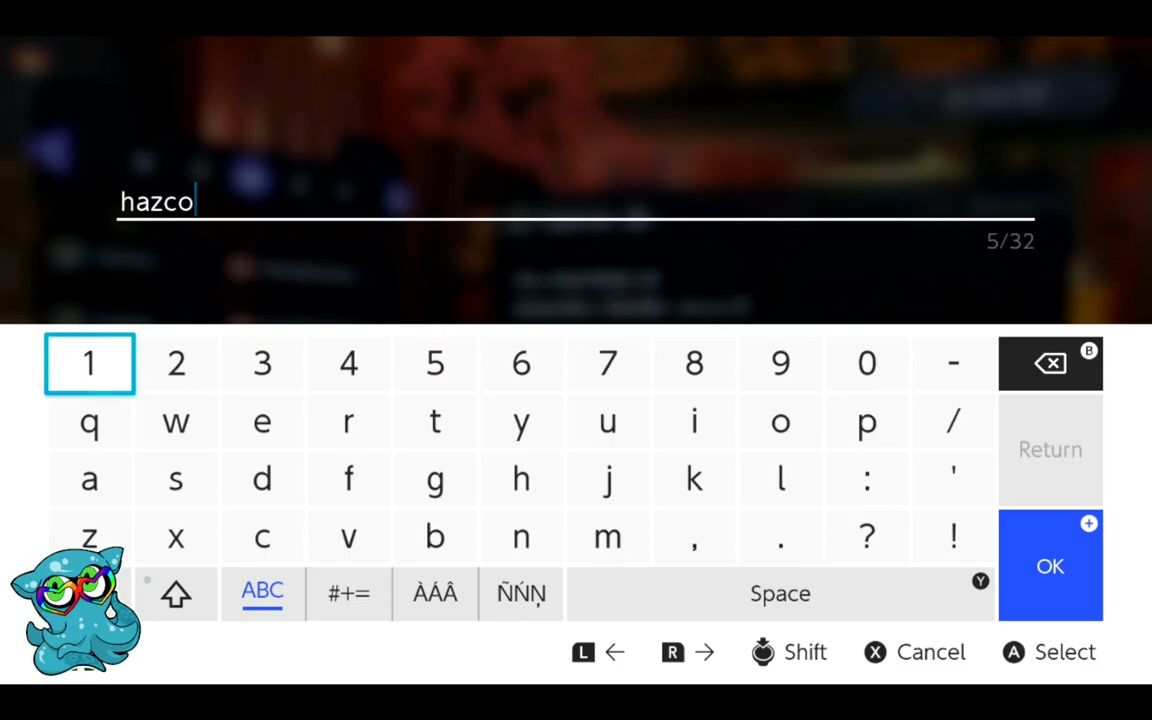 hazco
5/32
1 2 3 4 5 6 7 8 9 0 - B
q w e r t y u i o p / Return
a s d f g h j k l : '
z x c v b n m , . ? ! + OK
ABC #+= ÀÁÂ ÑŃŅ Space Y
L ← R → Shift X Cancel A Select